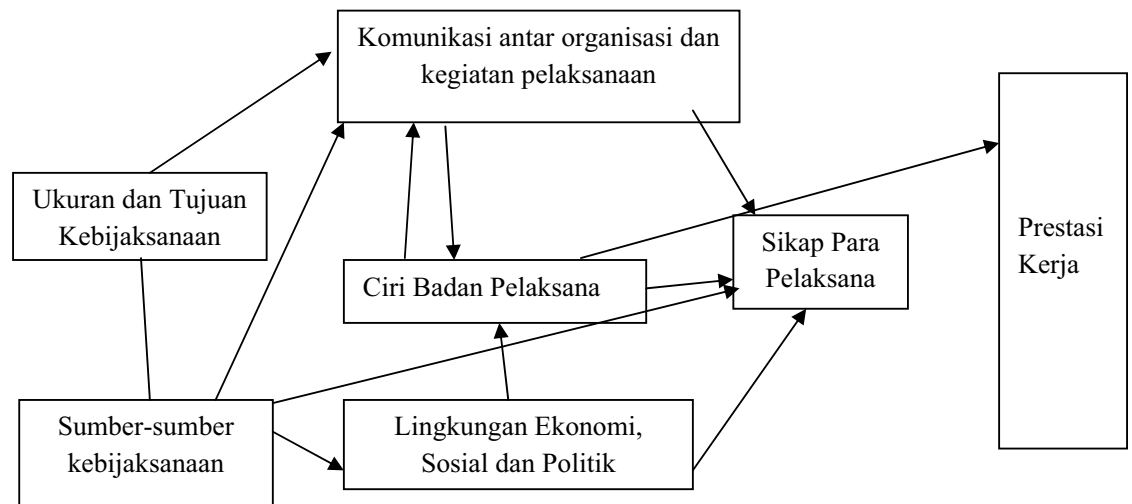 Komunikasi antar organisasi dan
kegiatan pelaksanaan
Ukuran dan Tujuan
Kebijaksanaan
Sikap Para
Pelaksana
Prestasi
Kerja
Ciri Badan Pelaksana
Sumber-sumber
kebijaksanaan
Lingkungan Ekonomi,
Sosial dan Politik